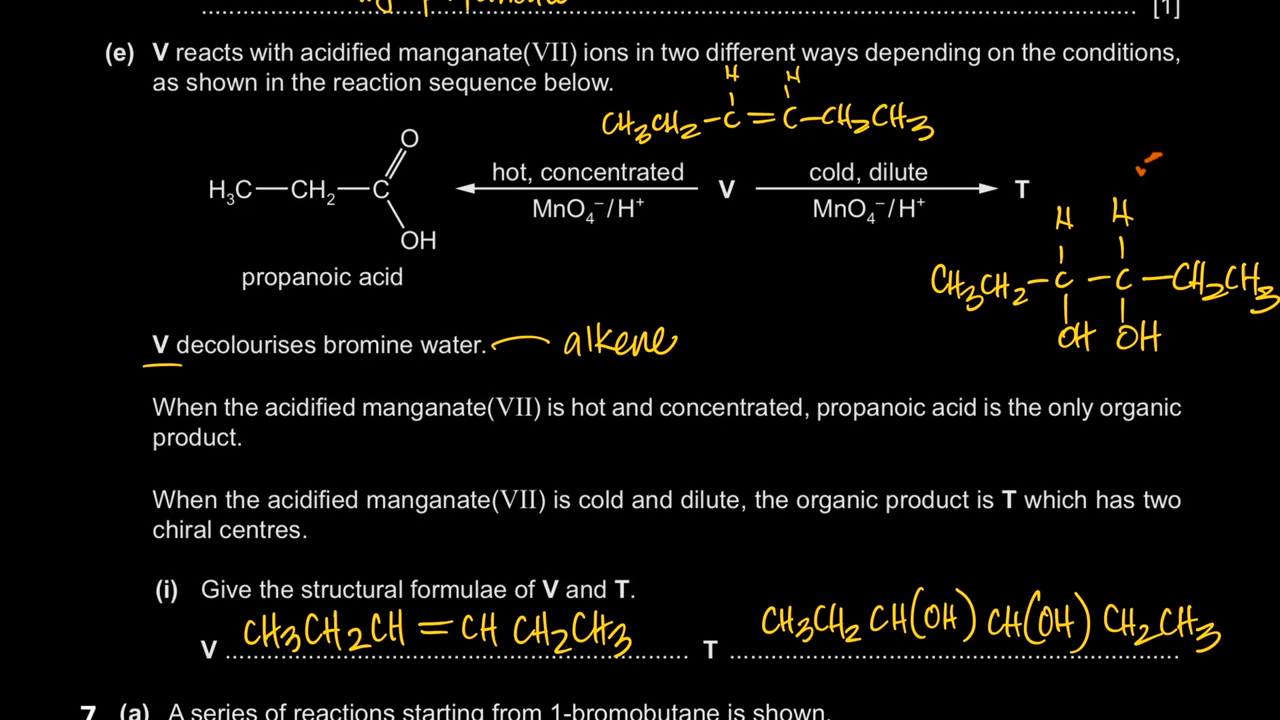 [1]
(e) V reacts with acidified manganate(VII) ions in two different ways depending on the conditions,
as shown in the reaction sequence below.
H H
CH3CH2–C=C–CH2CH3
O
H3C—CH2—C
OH
propanoic acid
hot, concentrated
MnO4–/H+
V
cold, dilute
MnO4–/H+
T
H H
CH3CH2–C–C–CH2CH3
OH OH
V decolourises bromine water. alkene
When the acidified manganate(VII) is hot and concentrated, propanoic acid is the only organic
product.
When the acidified manganate(VII) is cold and dilute, the organic product is T which has two
chiral centres.
(i) Give the structural formulae of V and T.
V CH3CH2CH=CHCH2CH3 T CH3CH2CH(OH)CH(OH)CH2CH3
7 (a) A series of reactions starting from 1-bromobutane is shown.